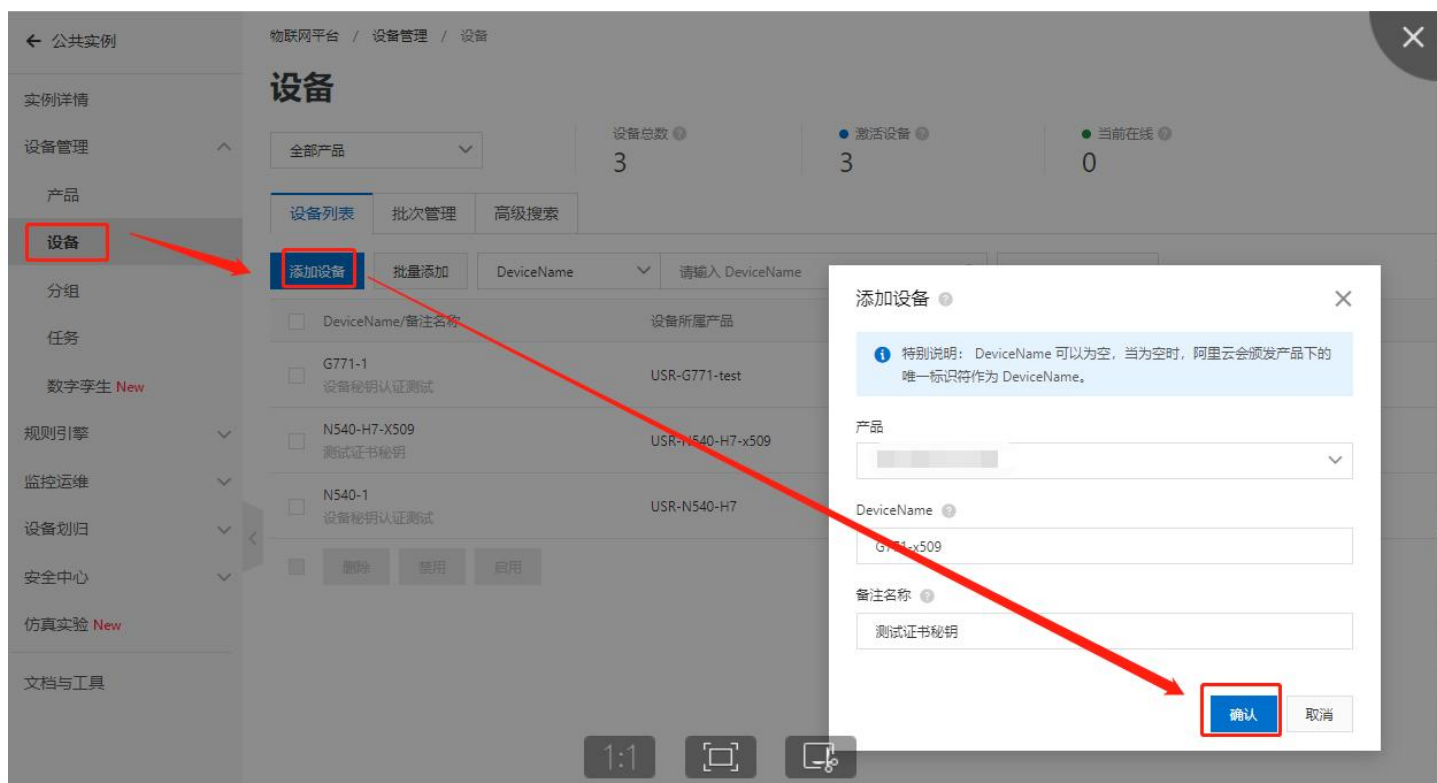 公共实例
物联网平台 / 设备管理 / 设备
设备
实例详情
设备管理
产品
设备
分组
任务
数字孪生 New
规则引擎
监控运维
设备划归
安全中心
仿真实验 New
文档与工具
全部产品
设备总数
3
激活设备
3
当前在线
0
设备列表 批次管理 高级搜索
添加设备 批量添加 DeviceName 请输入 DeviceName
DeviceName/备注名称 设备所属产品
G771-1 USR-G771-test
设备秘钥认证测试
N540-H7-X509 USR-N540-H7-x509
测试证书秘钥
N540-1 USR-N540-H7
设备秘钥认证测试
删除 禁用 启用
添加设备
特别说明： DeviceName 可以为空，当为空时，阿里云会颁发产品下的
唯一标识符作为 DeviceName。
产品
DeviceName
G771-x509
备注名称
测试证书秘钥
确认 取消
1:1